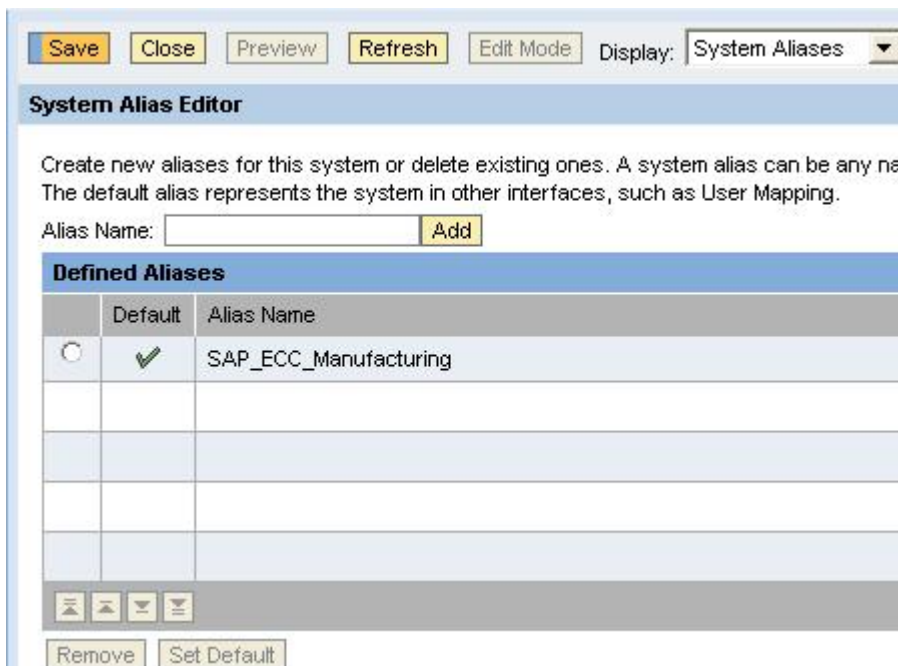 Save Close Preview Refresh Edit Mode Display: System Aliases
System Alias Editor
Create new aliases for this system or delete existing ones. A system alias can be any na
The default alias represents the system in other interfaces, such as User Mapping.
Alias Name: Add
Defined Aliases
Default Alias Name
SAP_ECC_Manufacturing
Remove Set Default